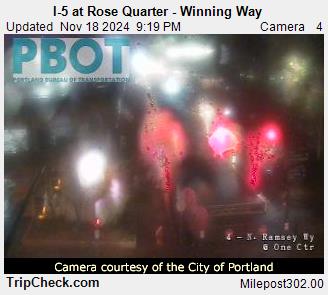 I-5 at Rose Quarter - Winning Way
Updated  Nov 18 2024  9:19 PM Camera 4
PBOT
PORTLAND BUREAU OF TRANSPORTATION
4 - N. Ramsey Wy
@ One Ctr
Camera courtesy of the City of Portland
TripCheck.com Milepost302.00